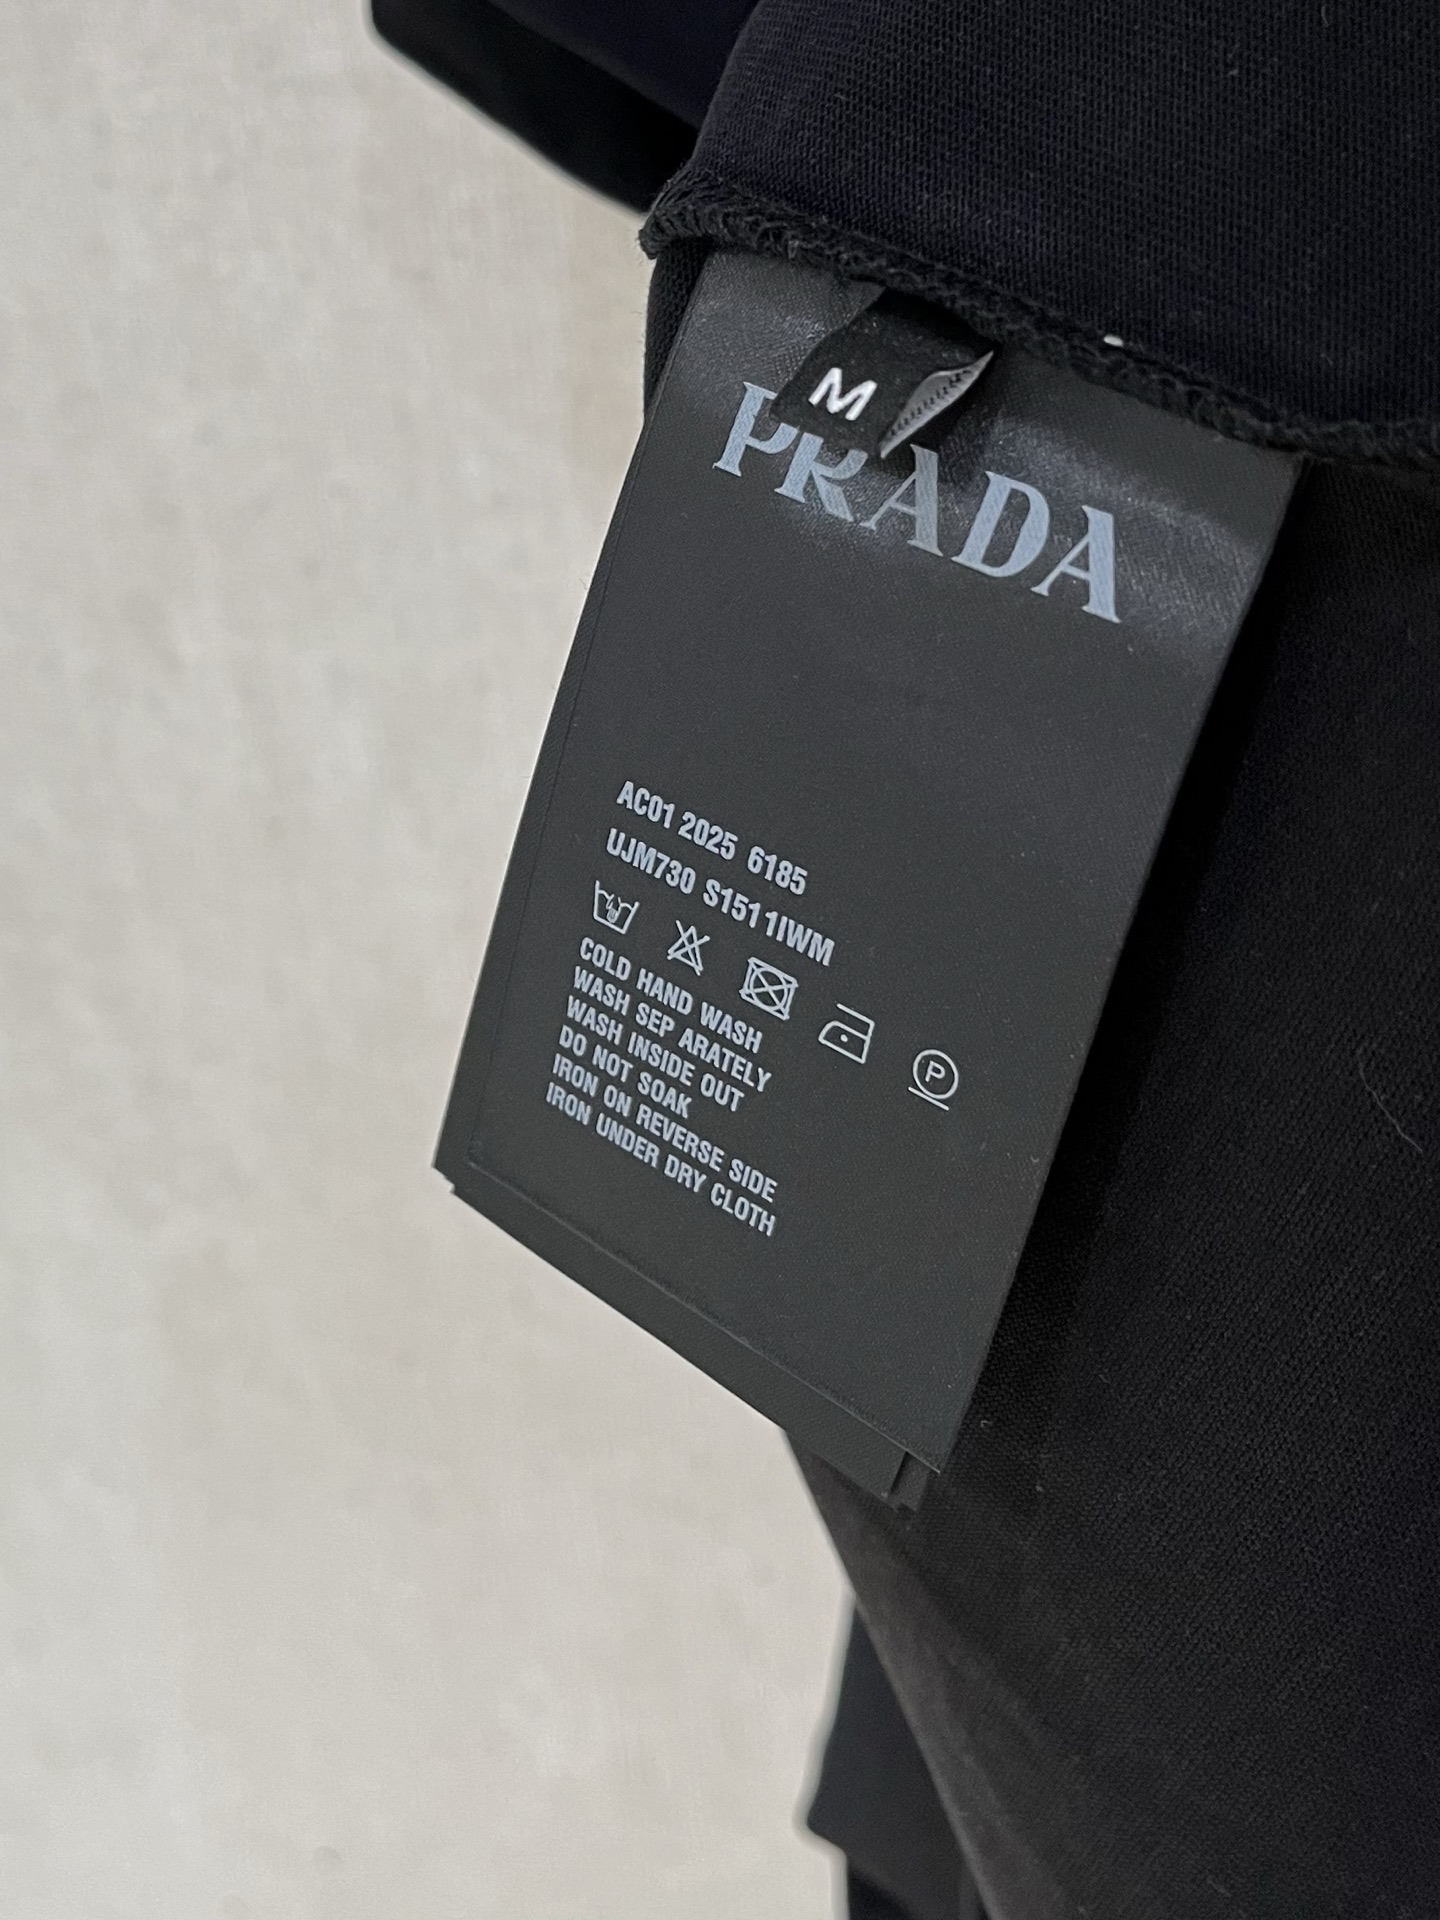 M
PRADA
AC01 2025 6185
UJM730 S151 1IWM
P
COLD HAND WASH
WASH SEP ARATELY
WASH INSIDE OUT
DO NOT SOAK
IRON ON REVERSE SIDE
IRON UNDER DRY CLOTH